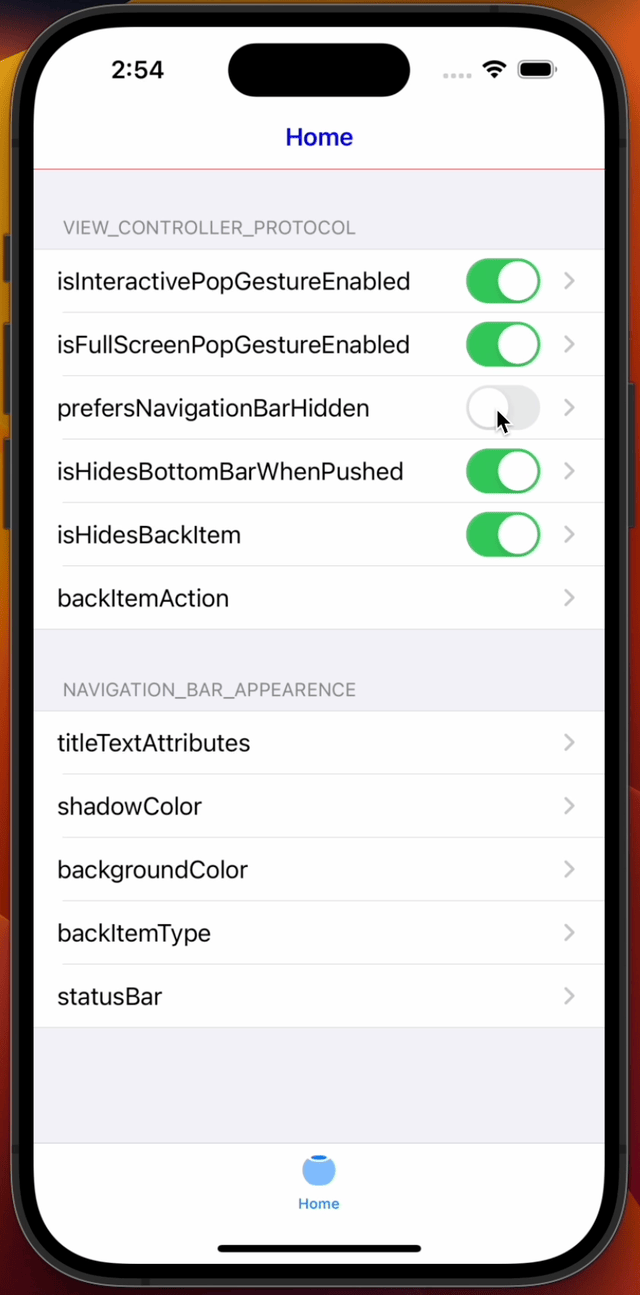 2:54
Home
VIEW_CONTROLLER_PROTOCOL
isInteractivePopGestureEnabled
isFullScreenPopGestureEnabled
prefersNavigationBarHidden
isHidesBottomBarWhenPushed
isHidesBackItem
backItemAction
NAVIGATION_BAR_APPEARENCE
titleTextAttributes
shadowColor
backgroundColor
backItemType
statusBar
Home